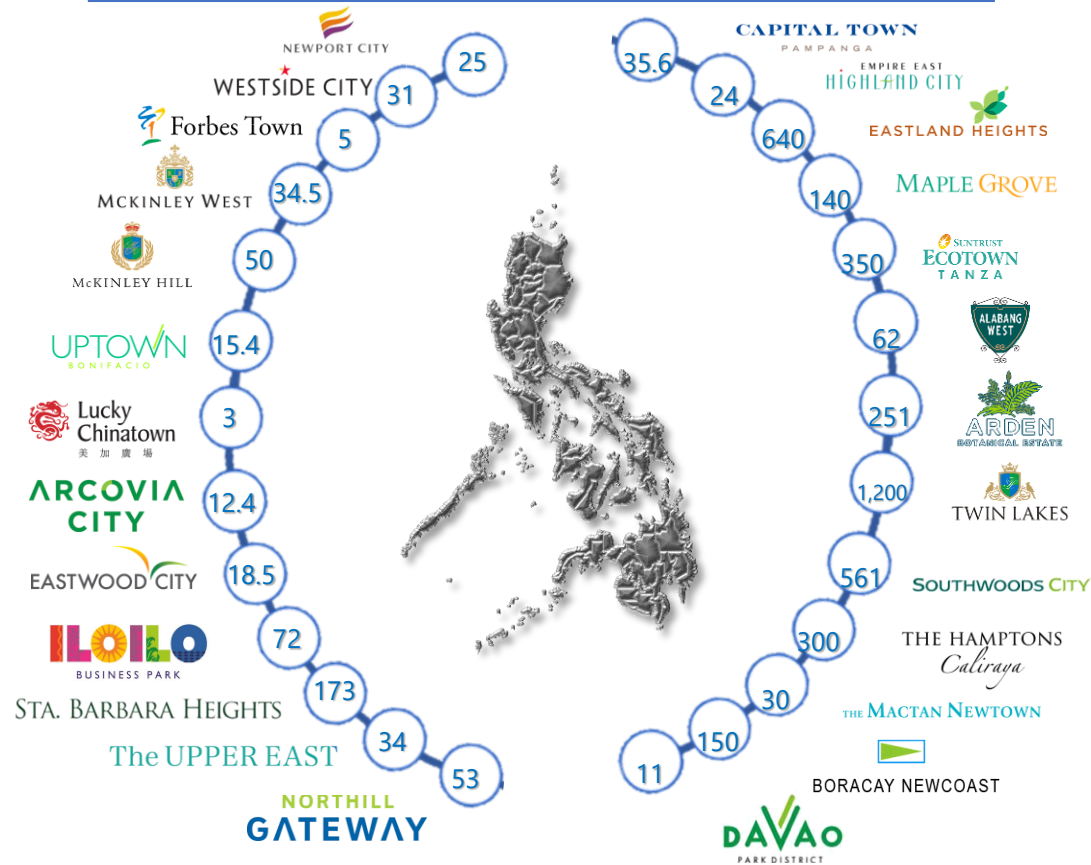 NEWPORT CITY
25
WESTSIDE CITY
31
Forbes Town
5
MCKINLEY WEST
34.5
MCKINLEY HILL
50
UPTOWN
BONIFACIO
15.4
Lucky
Chinatown
美加廣場
3
ARCOVIA
CITY
12.4
EASTWOOD CITY
18.5
ILOILO
BUSINESS PARK
72
STA. BARBARA HEIGHTS
173
The UPPER EAST
34
NORTHILL
GATEWAY
53
CAPITAL TOWN
PAMPANGA
35.6
EMPIRE EAST
HIGHLAND CITY
24
EASTLAND HEIGHTS
640
MAPLE GROVE
140
SUNTRUST
ECOTOWN
TANZA
350
ALABANG
WEST
62
ARDEN
BOTANICAL ESTATE
251
TWIN LAKES
1,200
SOUTHWOODS CITY
561
THE HAMPTONS
Caliraya
300
THE MACTAN NEWTOWN
30
BORACAY NEWCOAST
150
DAVAO
PARK DISTRICT
11